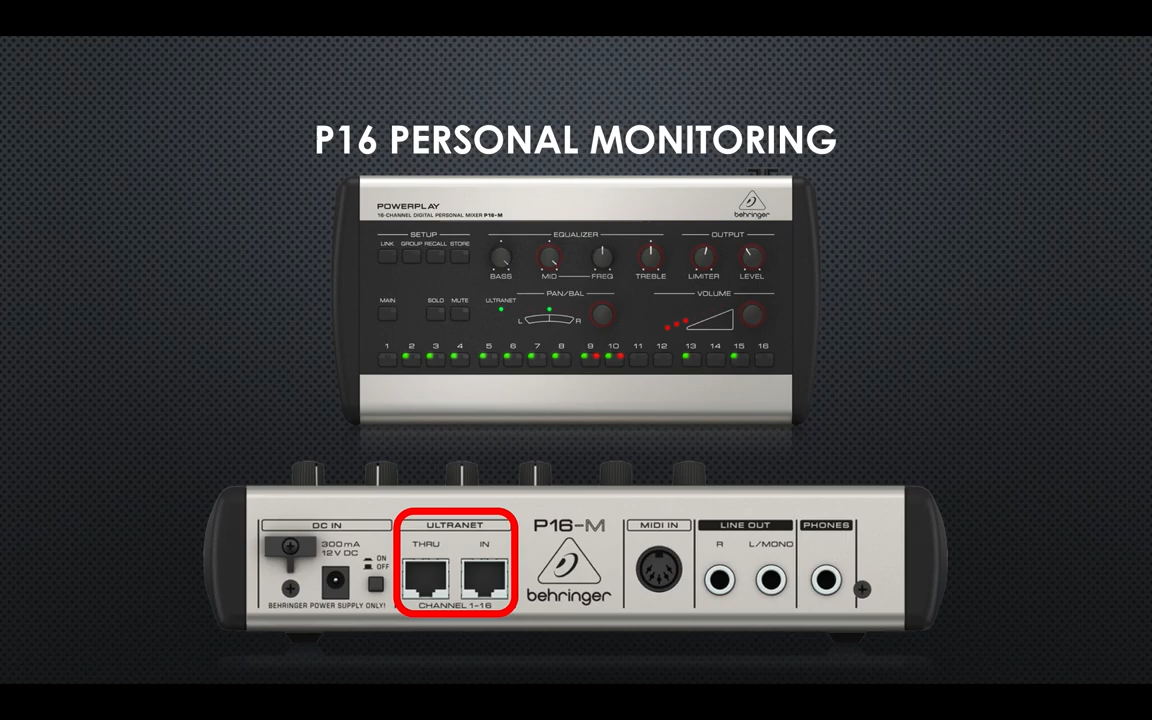 P16 PERSONAL MONITORING
POWERPLAY
16-CHANNEL DIGITAL PERSONAL MIXER P16-M
behringer
SETUP
EQUALIZER
OUTPUT
LINK GROUP RECALL STORE
BASS MID FREQ TREBLE LIMITER LEVEL
MAIN SOLO MUTE ULTRANET
PAN/BAL
VOLUME
L R
1 2 3 4 5 6 7 8 9 10 11 12 13 14 15 16
DC IN
ULTRANET
P16-M
MIDI IN
LINE OUT
PHONES
300mA
12V DC
ON
OFF
THRU IN
R L/MONO
behringer
BEHRINGER POWER SUPPLY ONLY!
CHANNEL 1-16